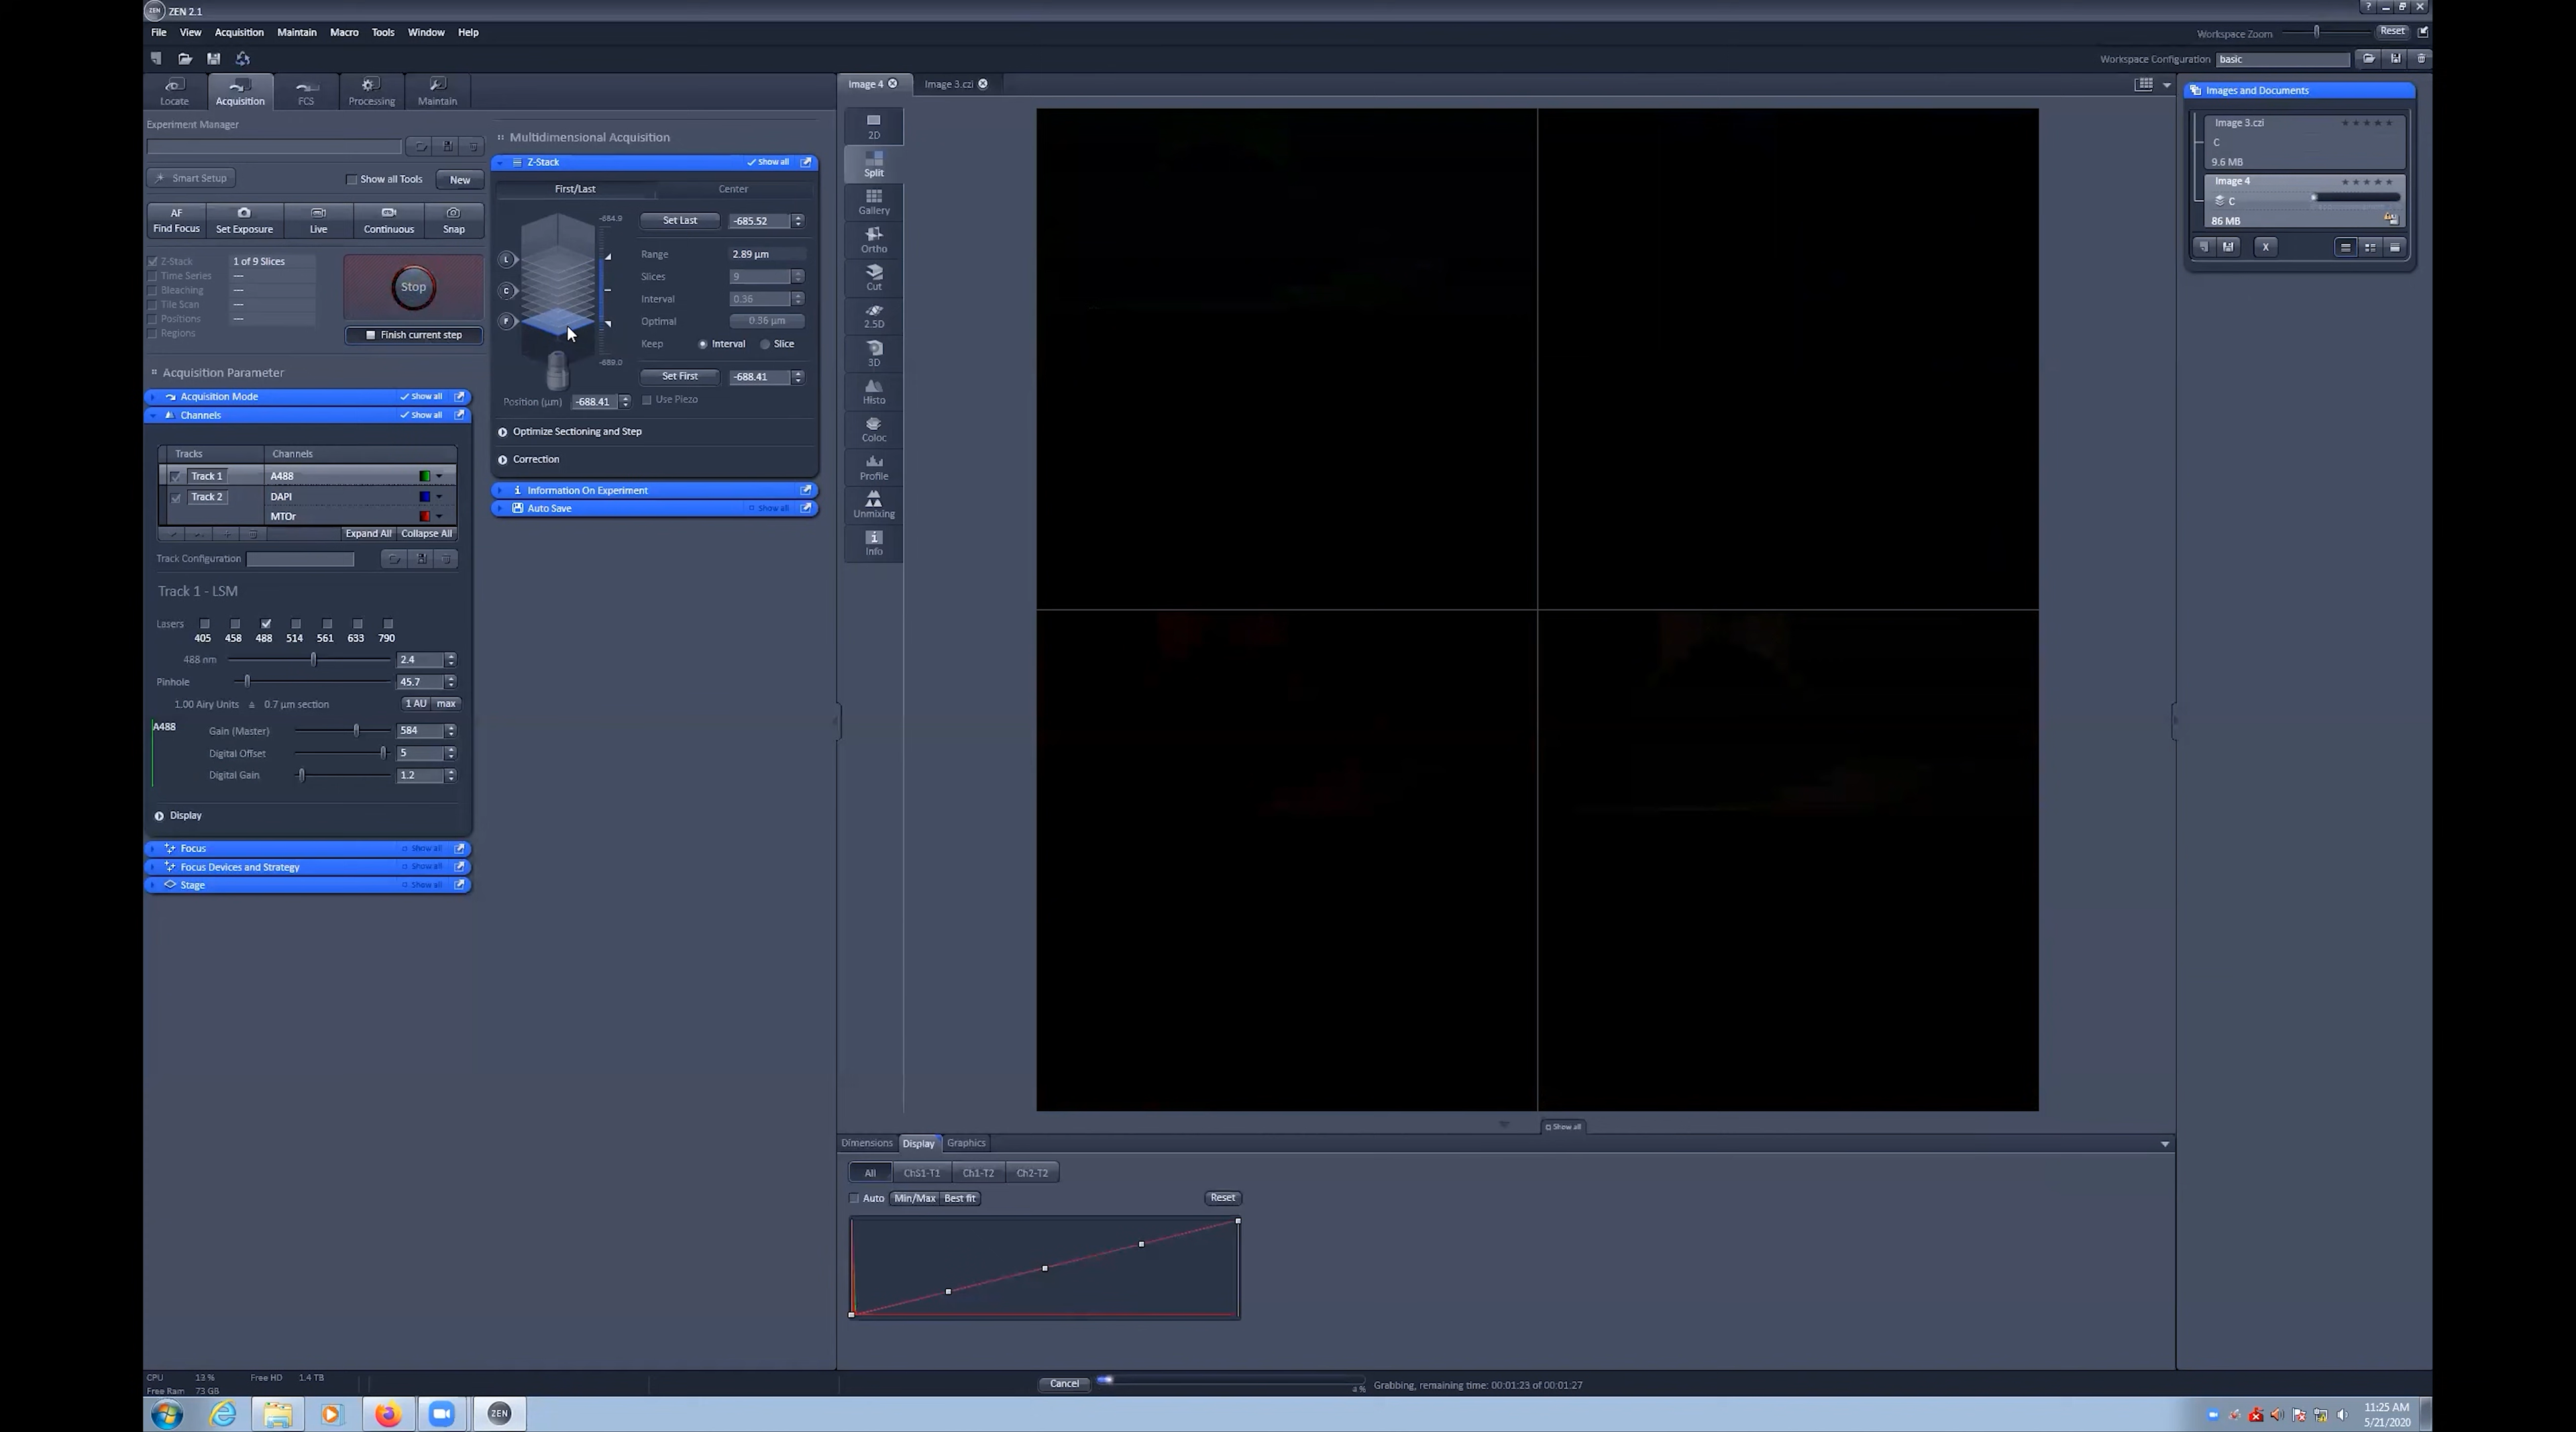 ZEN ZEN 2.1
File View Acquisition Maintain Macro Tools Window Help
Workspace Zoom Reset
Workspace Configuration basic
Locate Acquisition FCS Processing Maintain
Experiment Manager
Smart Setup Show all Tools New
AF
Find Focus Set Exposure Live Continuous Snap
Z-Stack 1 of 9 Slices
Time Series ---
Bleaching ---
Tile Scan ---
Positions ---
Regions
Stop
Finish current step
Acquisition Parameter
Acquisition Mode Show all
Channels Show all
Tracks Channels
Track 1 A488
Track 2 DAPI
MTOr
Expand All Collapse All
Track Configuration
Track 1 - LSM
Lasers
405 458 488 514 561 633 790
488 nm 2.4
Pinhole 45.7
1.00 Airy Units ≙ 0.7 µm section 1 AU max
A488
Gain (Master) 584
Digital Offset 5
Digital Gain 1.2
Display
Focus Show all
Focus Devices and Strategy Show all
Stage Show all
Multidimensional Acquisition
Z-Stack Show all
First/Last Center
-684.9
Set Last -685.52
Range 2.89 µm
L
Slices 9
C
Interval 0.36
F
Optimal 0.36 µm
Keep Interval Slice
-689.0
Set First -688.41
Position (µm) -688.41 Use Piezo
Optimize Sectioning and Step
Correction
i Information On Experiment
Auto Save Show all
Image 4 Image 3.czi
2D
Split
Gallery
Ortho
Cut
2.5D
3D
Histo
Coloc
Profile
Unmixing
i
Info
Show all
Dimensions Display Graphics
All ChS1-T1 Ch1-T2 Ch2-T2
Auto Min/Max Best fit Reset
Images and Documents
Image 3.czi
C
9.6 MB
Image 4
C
86 MB
X
CPU 13 % Free HD 1.4 TB
Free Ram 73 GB
Cancel 4 % Grabbing, remaining time: 00:01:23 of 00:01:27
ZEN
11:25 AM
5/21/2020